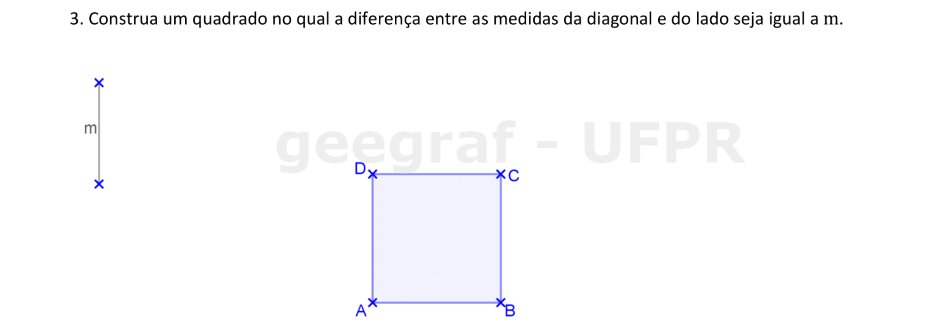 3. Construa um quadrado no qual a diferença entre as medidas da diagonal e do lado seja igual a m.
m
geegraf - UFPR
D
C
A
B